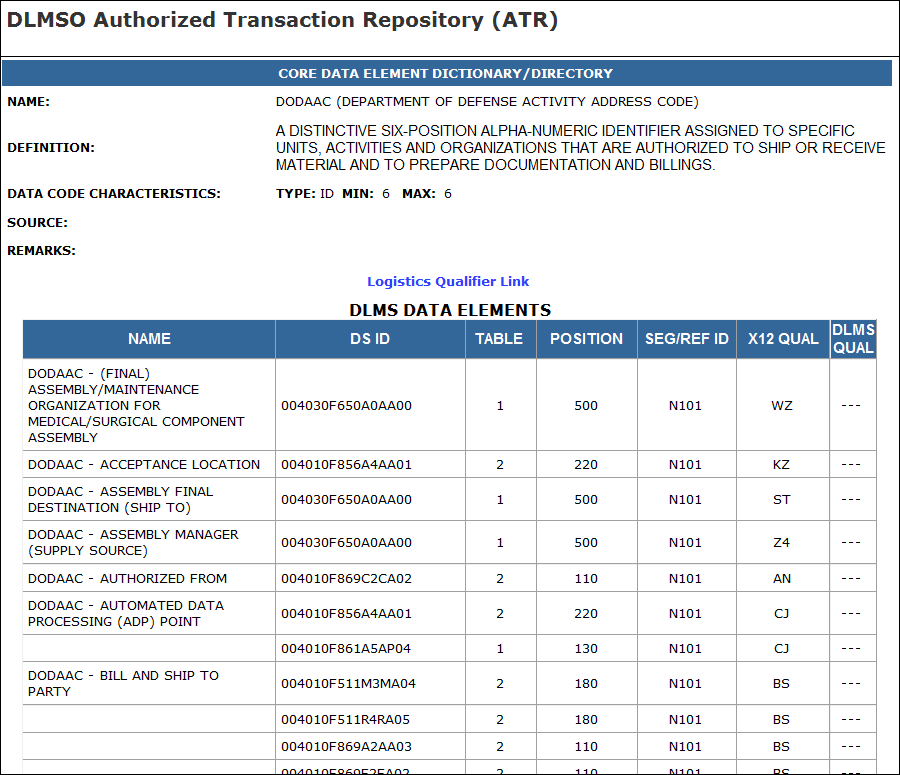 DLMSO Authorized Transaction Repository (ATR)
CORE DATA ELEMENT DICTIONARY/DIRECTORY
NAME: DODAAC (DEPARTMENT OF DEFENSE ACTIVITY ADDRESS CODE)
DEFINITION: A DISTINCTIVE SIX-POSITION ALPHA-NUMERIC IDENTIFIER ASSIGNED TO SPECIFIC
UNITS, ACTIVITIES AND ORGANIZATIONS THAT ARE AUTHORIZED TO SHIP OR RECEIVE
MATERIAL AND TO PREPARE DOCUMENTATION AND BILLINGS.
DATA CODE CHARACTERISTICS: TYPE: ID MIN: 6 MAX: 6
SOURCE:
REMARKS:
Logistics Qualifier Link
DLMS DATA ELEMENTS
NAME DS ID TABLE POSITION SEG/REF ID X12 QUAL DLMS QUAL
DODAAC - (FINAL)
ASSEMBLY/MAINTENANCE
ORGANIZATION FOR
MEDICAL/SURGICAL COMPONENT
ASSEMBLY
004030F650A0AA00 1 500 N101 WZ ---
DODAAC - ACCEPTANCE LOCATION 004010F856A4AA01 2 220 N101 KZ ---
DODAAC - ASSEMBLY FINAL
DESTINATION (SHIP TO)
004030F650A0AA00 1 500 N101 ST ---
DODAAC - ASSEMBLY MANAGER
(SUPPLY SOURCE)
004030F650A0AA00 1 500 N101 Z4 ---
DODAAC - AUTHORIZED FROM 004010F869C2CA02 2 110 N101 AN ---
DODAAC - AUTOMATED DATA
PROCESSING (ADP) POINT
004010F856A4AA01 2 220 N101 CJ ---
004010F861A5AP04 1 130 N101 CJ ---
DODAAC - BILL AND SHIP TO
PARTY
004010F511M3MA04 2 180 N101 BS ---
004010F511R4RA05 2 180 N101 BS ---
004010F869A2AA03 2 110 N101 BS ---
2 110 N101 BS ---